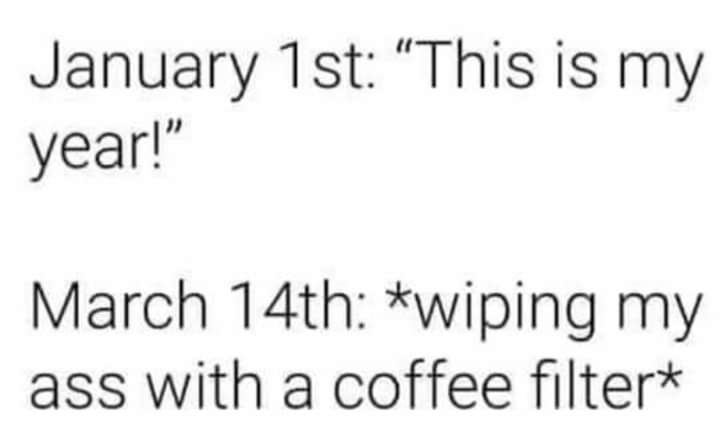 January 1st: “This is my
year!”
March 14th: *wiping my
ass with a coffee filter*